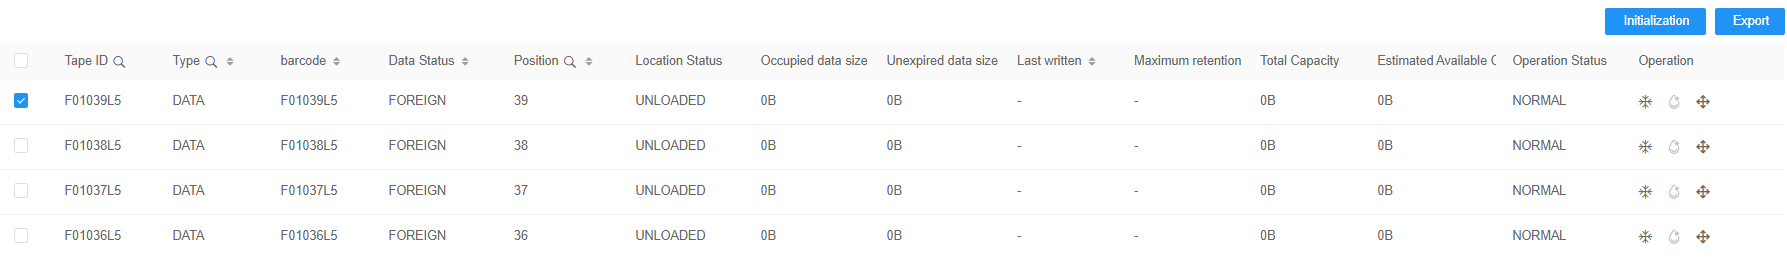 Initialization Export
Tape ID Type barcode Data Status Position Location Status Occupied data size Unexpired data size Last written Maximum retention Total Capacity Estimated Available Operation Status Operation
F01039L5 DATA F01039L5 FOREIGN 39 UNLOADED 0B 0B - - 0B 0B NORMAL
F01038L5 DATA F01038L5 FOREIGN 38 UNLOADED 0B 0B - - 0B 0B NORMAL
F01037L5 DATA F01037L5 FOREIGN 37 UNLOADED 0B 0B - - 0B 0B NORMAL
F01036L5 DATA F01036L5 FOREIGN 36 UNLOADED 0B 0B - - 0B 0B NORMAL